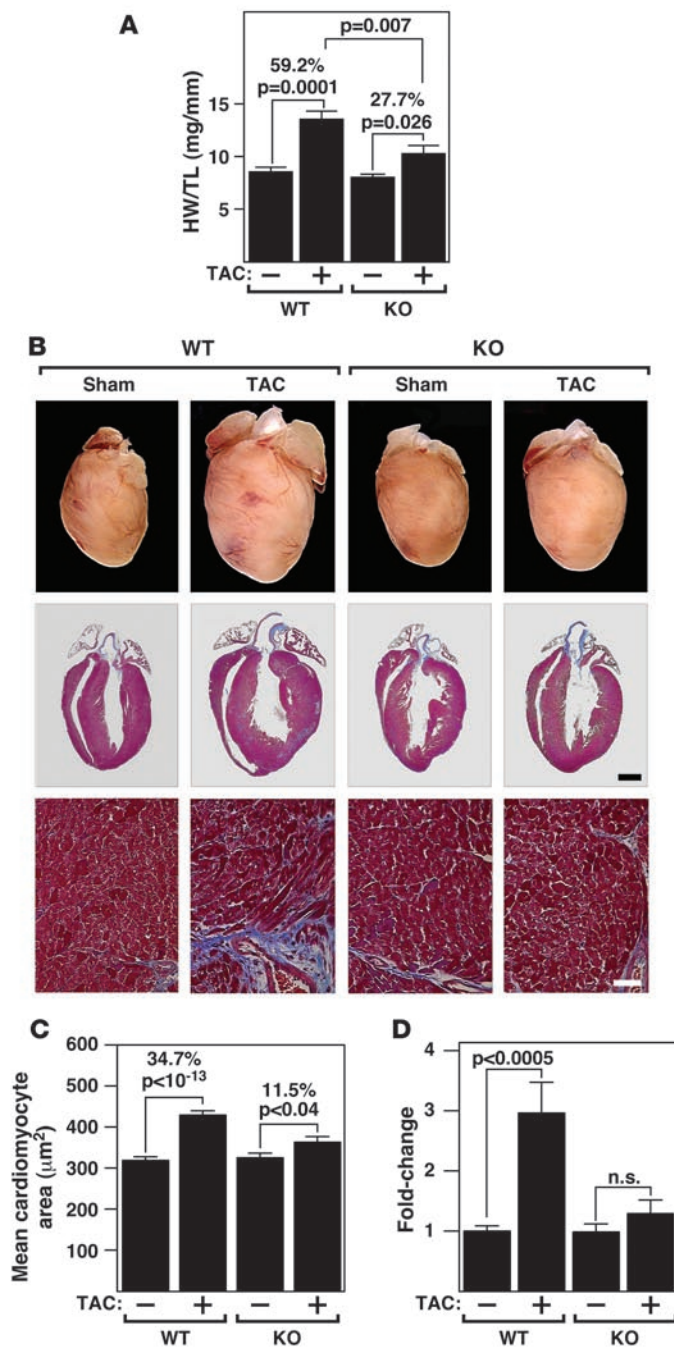 A
p=0.007
59.2%
p=0.0001
27.7%
p=0.026
HW/TL (mg/mm)
15
10
5
TAC: − + − +
WT KO
B
WT KO
Sham TAC Sham TAC
C
Mean cardiomyocyte
area (μm²)
600
500
400
300
200
100
34.7%
p<10⁻¹³
11.5%
p<0.04
TAC: − + − +
WT KO
D
Fold-change
4
3
2
1
p<0.0005
n.s.
TAC: − + − +
WT KO